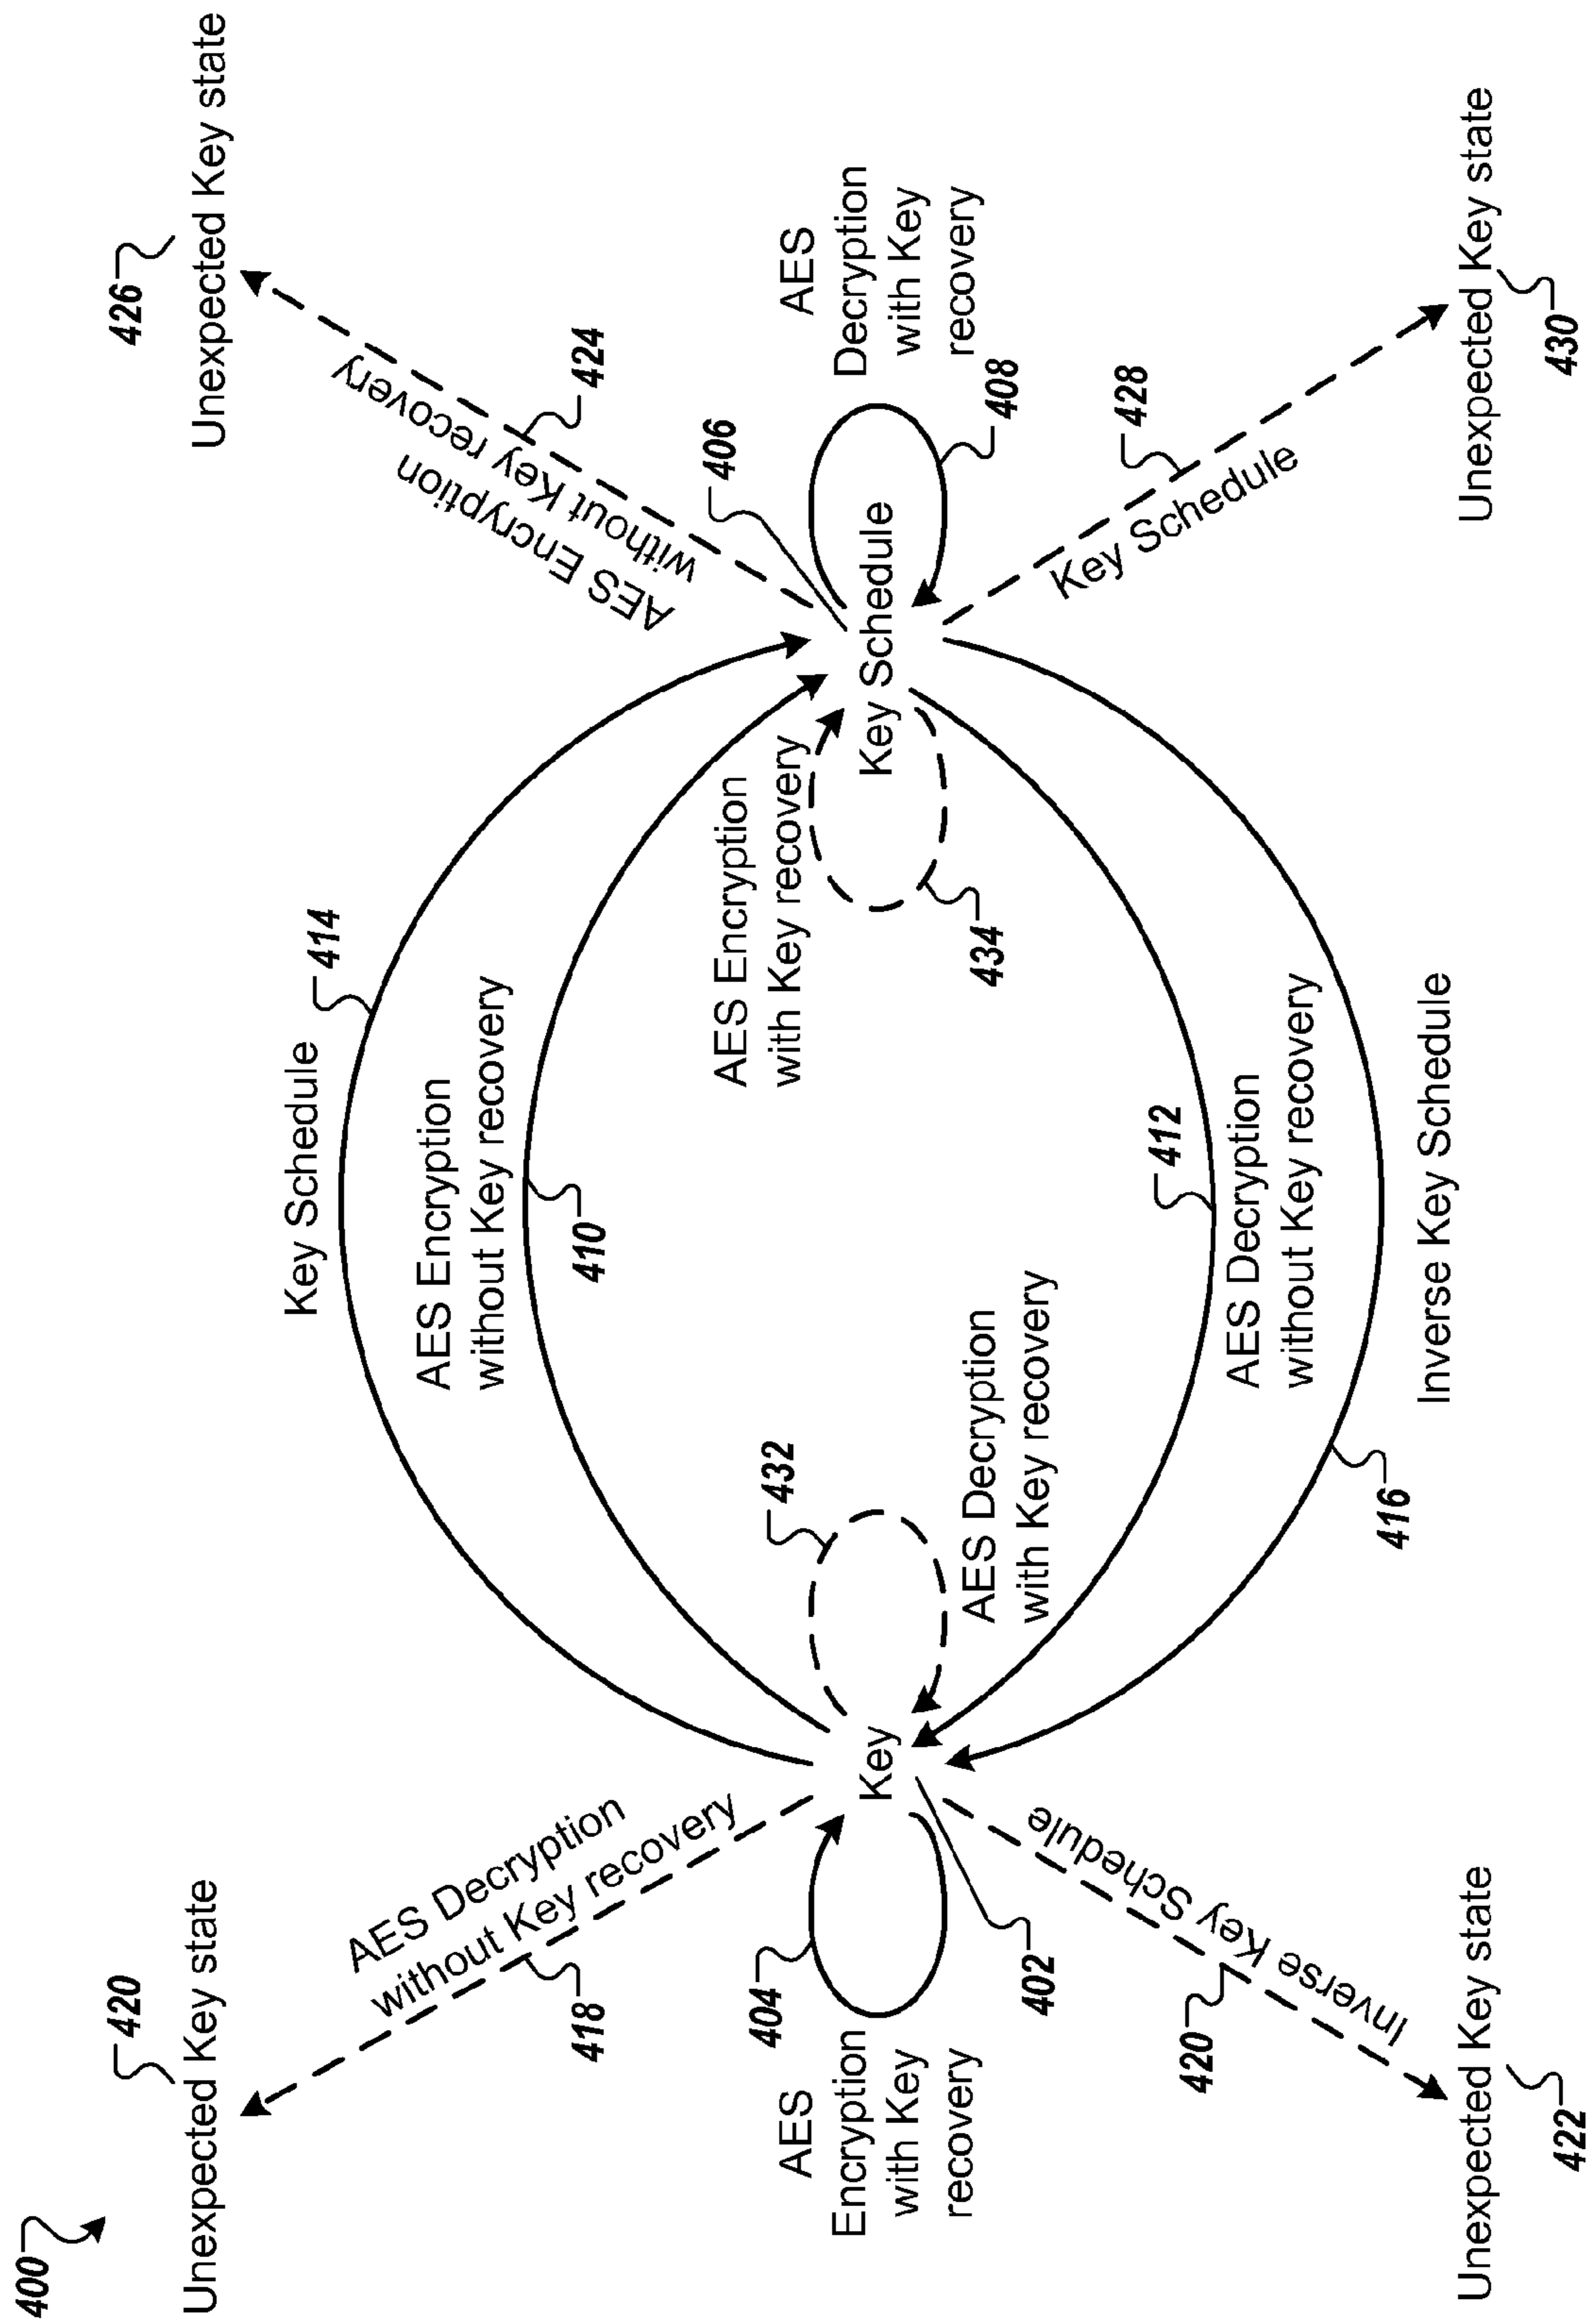 400
420
Unexpected Key state
426
Unexpected Key state
AES Decryption
without Key recovery
418
Key Schedule
414
AES Encryption
without Key recovery
410
AES Encryption
without Key recovery
424
406
404
AES
Encryption
with Key
recovery
402
Key
432
AES Decryption
with Key recovery
AES Encryption
with Key recovery
434
Key Schedule
AES
Decryption
with Key
recovery
408
420
Inverse Key Schedule
412
AES Decryption
without Key recovery
416
Inverse Key Schedule
428
Key Schedule
Unexpected Key state
422
Unexpected Key state
430